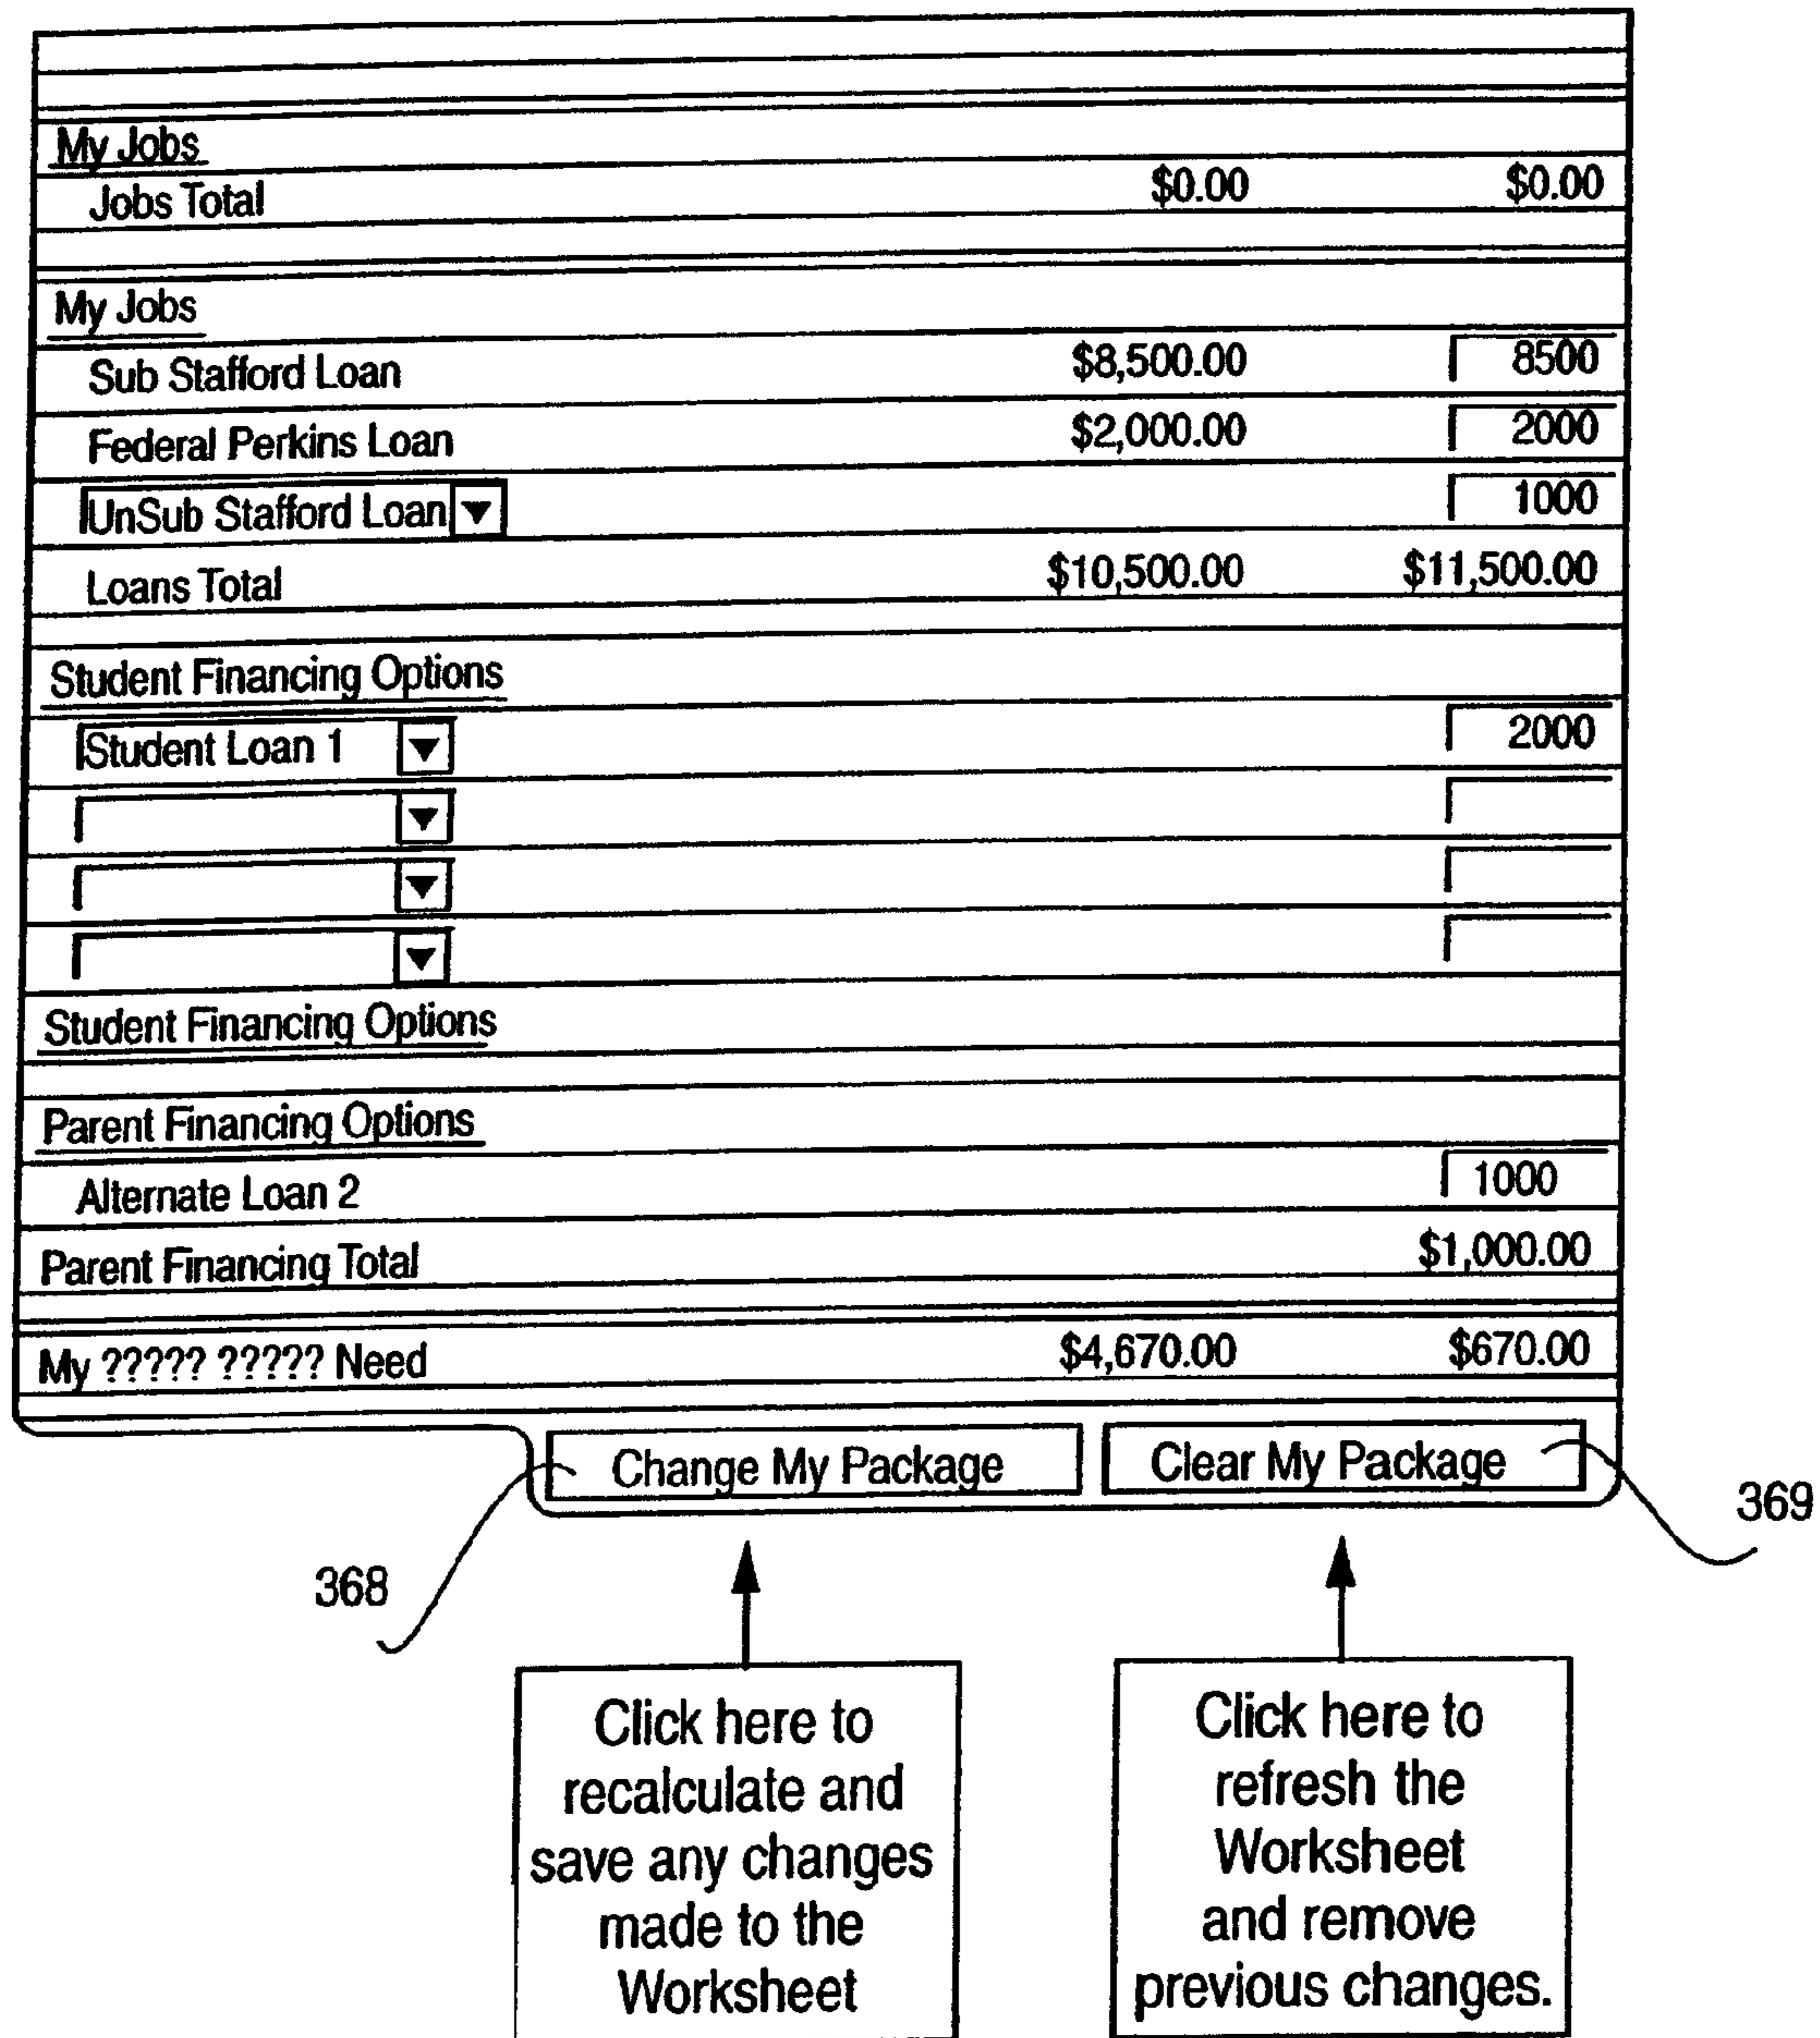 My Jobs
Jobs Total $0.00 $0.00
My Jobs
Sub Stafford Loan $8,500.00 8500
Federal Perkins Loan $2,000.00 2000
UnSub Stafford Loan 1000
Loans Total $10,500.00 $11,500.00
Student Financing Options
Student Loan 1 2000
Student Financing Options
Parent Financing Options
Alternate Loan 2 1000
Parent Financing Total $1,000.00
My ????? ????? Need $4,670.00 $670.00
Change My Package Clear My Package
369
368
Click here to
recalculate and
save any changes
made to the
Worksheet
Click here to
refresh the
Worksheet
and remove
previous changes.